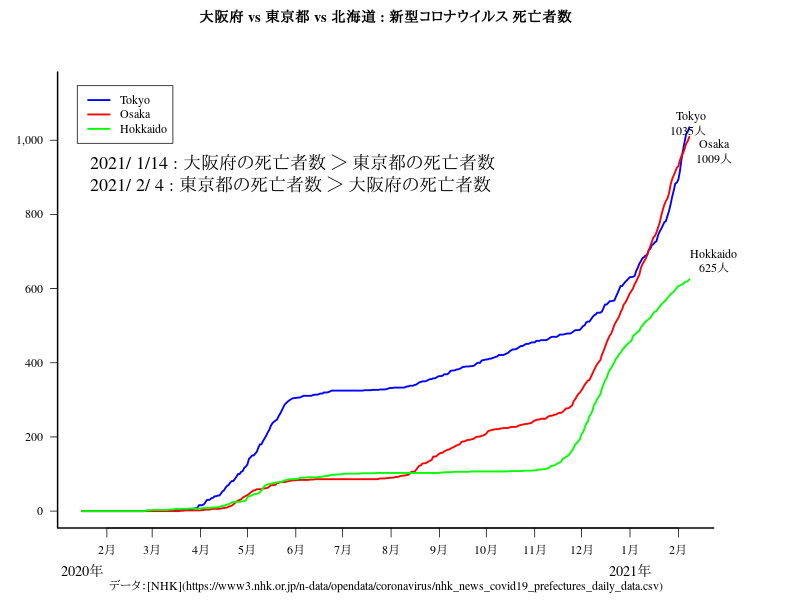 大阪府 vs 東京都 vs 北海道 : 新型コロナウイルス 死亡者数
Tokyo
Osaka
Hokkaido
2021/ 1/14 : 大阪府の死亡者数 ＞ 東京都の死亡者数
2021/ 2/ 4 : 東京都の死亡者数 ＞ 大阪府の死亡者数
Tokyo
1035人
Osaka
1009人
Hokkaido
625人
1,000
800
600
400
200
0
2月 3月 4月 5月 6月 7月 8月 9月 10月 11月 12月 1月 2月
2020年 2021年
データ：[NHK](https://www3.nhk.or.jp/n-data/opendata/coronavirus/nhk_news_covid19_prefectures_daily_data.csv)